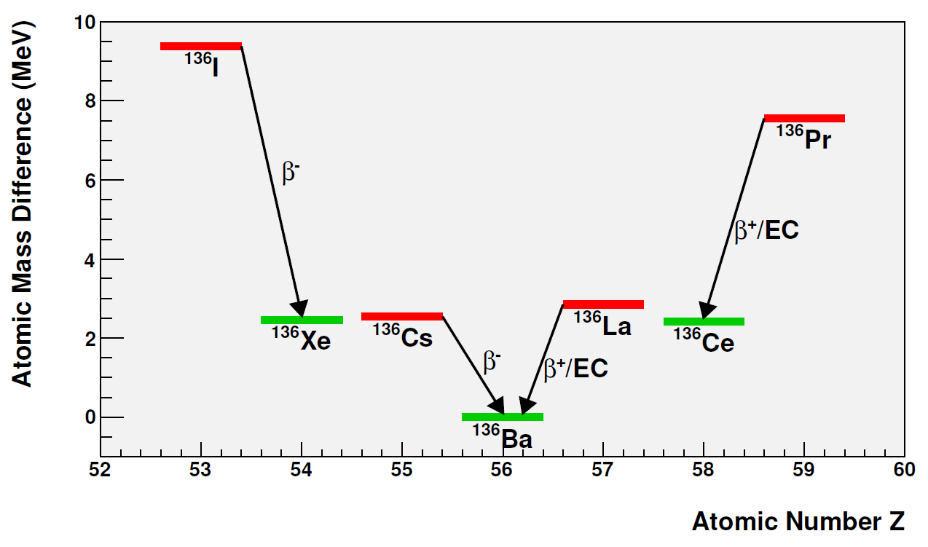 Atomic Mass Difference (MeV)
10
8
6
4
2
0
¹³⁶I
β⁻
¹³⁶Xe
¹³⁶Cs
β⁻
¹³⁶Ba
β⁺/EC
¹³⁶La
¹³⁶Pr
β⁺/EC
¹³⁶Ce
52 53 54 55 56 57 58 59 60
Atomic Number Z